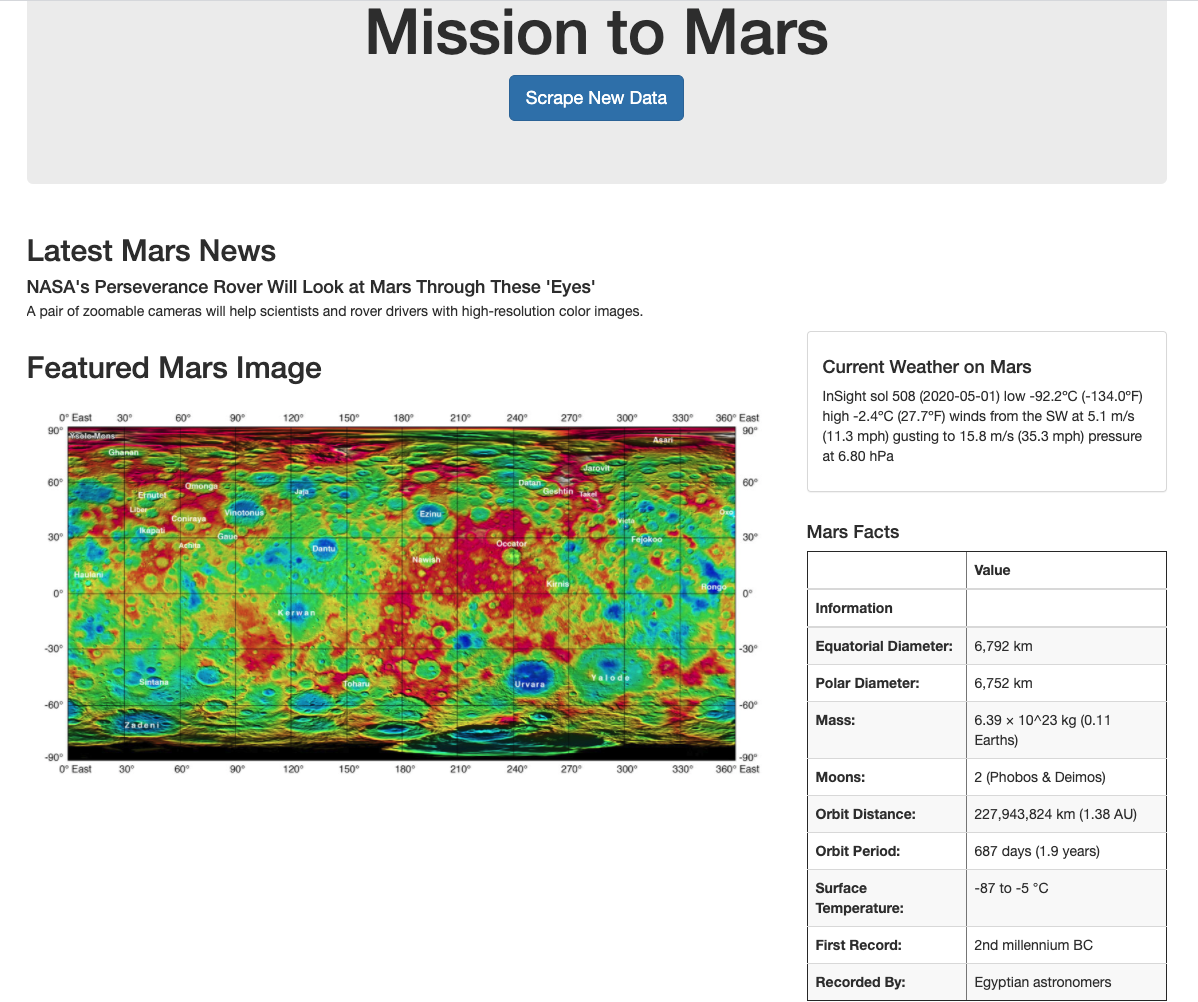 Mission to Mars
Scrape New Data
Latest Mars News
NASA's Perseverance Rover Will Look at Mars Through These 'Eyes'
A pair of zoomable cameras will help scientists and rover drivers with high-resolution color images.
Featured Mars Image
0° East 30° 60° 90° 120° 150° 180° 210° 240° 270° 300° 330° 360° East
90° 90°
Ysolo Mons Asari
Ghanan
Jarovit
60° 60°
Omonga Datan
Ernutet Jaja Geshtin Takel
Liber Vinotonus Ezinu Oxo
Coniraya Victa
Ikapati Gaue
30° Fejokoo 30°
Achita Dantu Occator
Nawish
Haulani Kirnis Rongo
0° 0°
Kerwan
-30° -30°
Sintana Toharu Urvara Yalode
-60° -60°
Zadeni
-90° -90°
0° East 30° 60° 90° 120° 150° 180° 210° 240° 270° 300° 330° 360° East
Current Weather on Mars
InSight sol 508 (2020-05-01) low -92.2ºC (-134.0ºF)
high -2.4ºC (27.7ºF) winds from the SW at 5.1 m/s
(11.3 mph) gusting to 15.8 m/s (35.3 mph) pressure
at 6.80 hPa
Mars Facts
Value
Information
Equatorial Diameter: 6,792 km
Polar Diameter: 6,752 km
Mass: 6.39 × 10^23 kg (0.11
Earths)
Moons: 2 (Phobos & Deimos)
Orbit Distance: 227,943,824 km (1.38 AU)
Orbit Period: 687 days (1.9 years)
Surface -87 to -5 °C
Temperature:
First Record: 2nd millennium BC
Recorded By: Egyptian astronomers